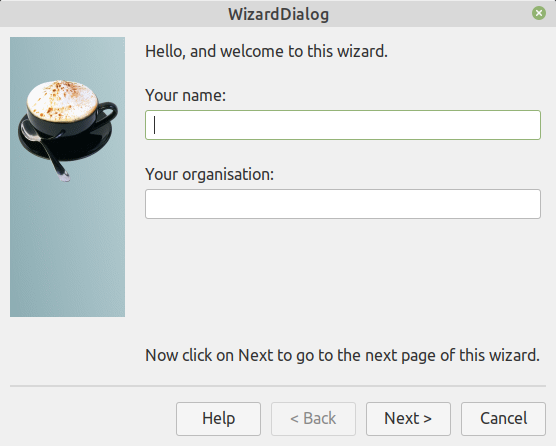 WizardDialog
Hello, and welcome to this wizard.
Your name:
Your organisation:
Now click on Next to go to the next page of this wizard.
Help
< Back
Next >
Cancel